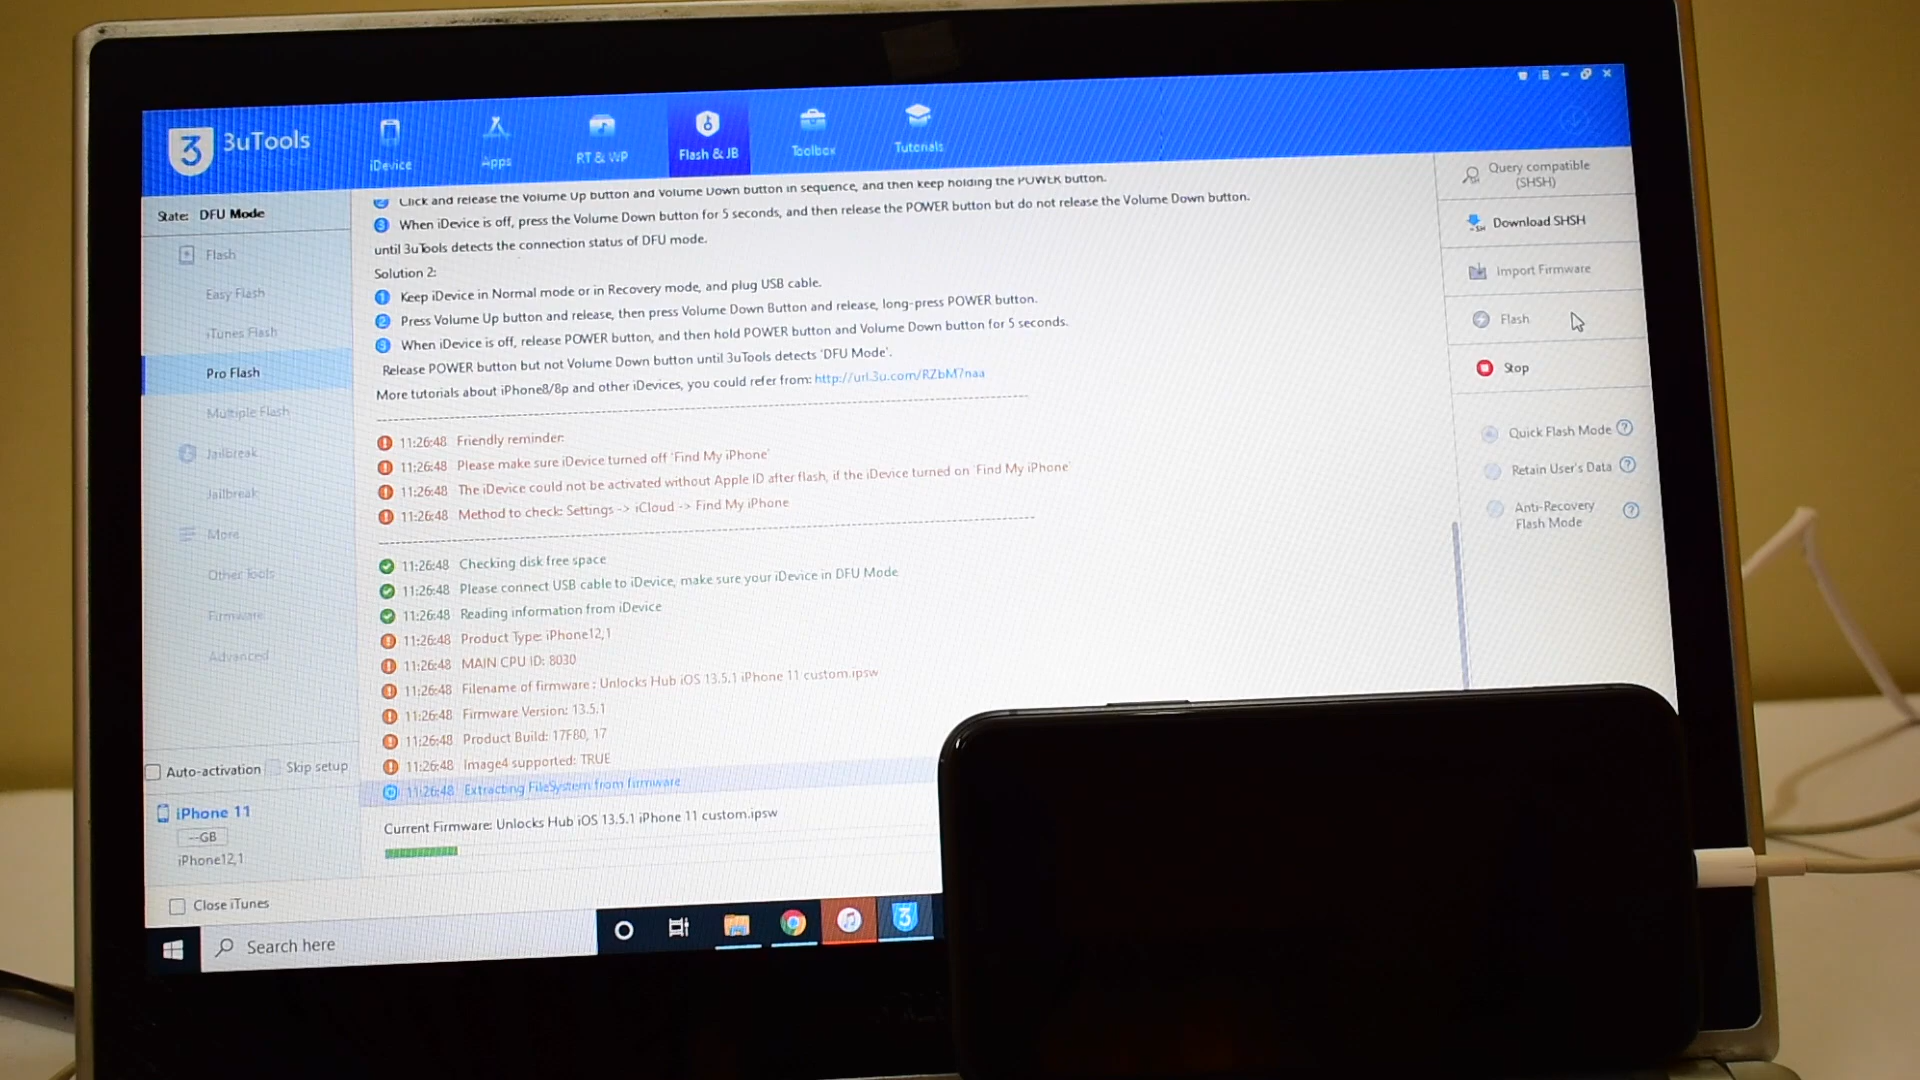 3 3uTools
iDevice
Apps
RT & WP
Flash & JB
Toolbox
Tutorials
State: DFU Mode
Flash
Easy Flash
iTunes Flash
Pro Flash
Multiple Flash
Jailbreak
Jailbreak
More
Other Tools
Firmware
Advanced
Auto-activation Skip setup
iPhone 11
--GB
iPhone12,1
Close iTunes
2 Click and release the Volume Up button and Volume Down button in sequence, and then keep holding the POWER button.
3 When iDevice is off, press the Volume Down button for 5 seconds, and then release the POWER button but do not release the Volume Down button.
until 3uTools detects the connection status of DFU mode.
Solution 2:
1 Keep iDevice in Normal mode or in Recovery mode, and plug USB cable.
2 Press Volume Up button and release, then press Volume Down Button and release, long-press POWER button.
3 When iDevice is off, release POWER button, and then hold POWER button and Volume Down button for 5 seconds.
Release POWER button but not Volume Down button until 3uTools detects 'DFU Mode'.
More tutorials about iPhone8/8p and other iDevices, you could refer from: http://url.3u.com/RZbM7naa
11:26:48 Friendly reminder:
11:26:48 Please make sure iDevice turned off 'Find My iPhone'
11:26:48 The iDevice could not be activated without Apple ID after flash, if the iDevice turned on 'Find My iPhone'
11:26:48 Method to check: Settings -> iCloud -> Find My iPhone
11:26:48 Checking disk free space
11:26:48 Please connect USB cable to iDevice, make sure your iDevice in DFU Mode
11:26:48 Reading information from iDevice
11:26:48 Product Type: iPhone12,1
11:26:48 MAIN CPU ID: 8030
11:26:48 Filename of firmware : Unlocks Hub iOS 13.5.1 iPhone 11 custom.ipsw
11:26:48 Firmware Version: 13.5.1
11:26:48 Product Build: 17F80, 17
11:26:48 Image4 supported: TRUE
11:26:48 Extracting FileSystem from firmware
Current Firmware: Unlocks Hub iOS 13.5.1 iPhone 11 custom.ipsw
Query compatible
(SHSH)
Download SHSH
Import Firmware
Flash
Stop
Quick Flash Mode ?
Retain User's Data ?
Anti-Recovery
Flash Mode ?
Search here
3